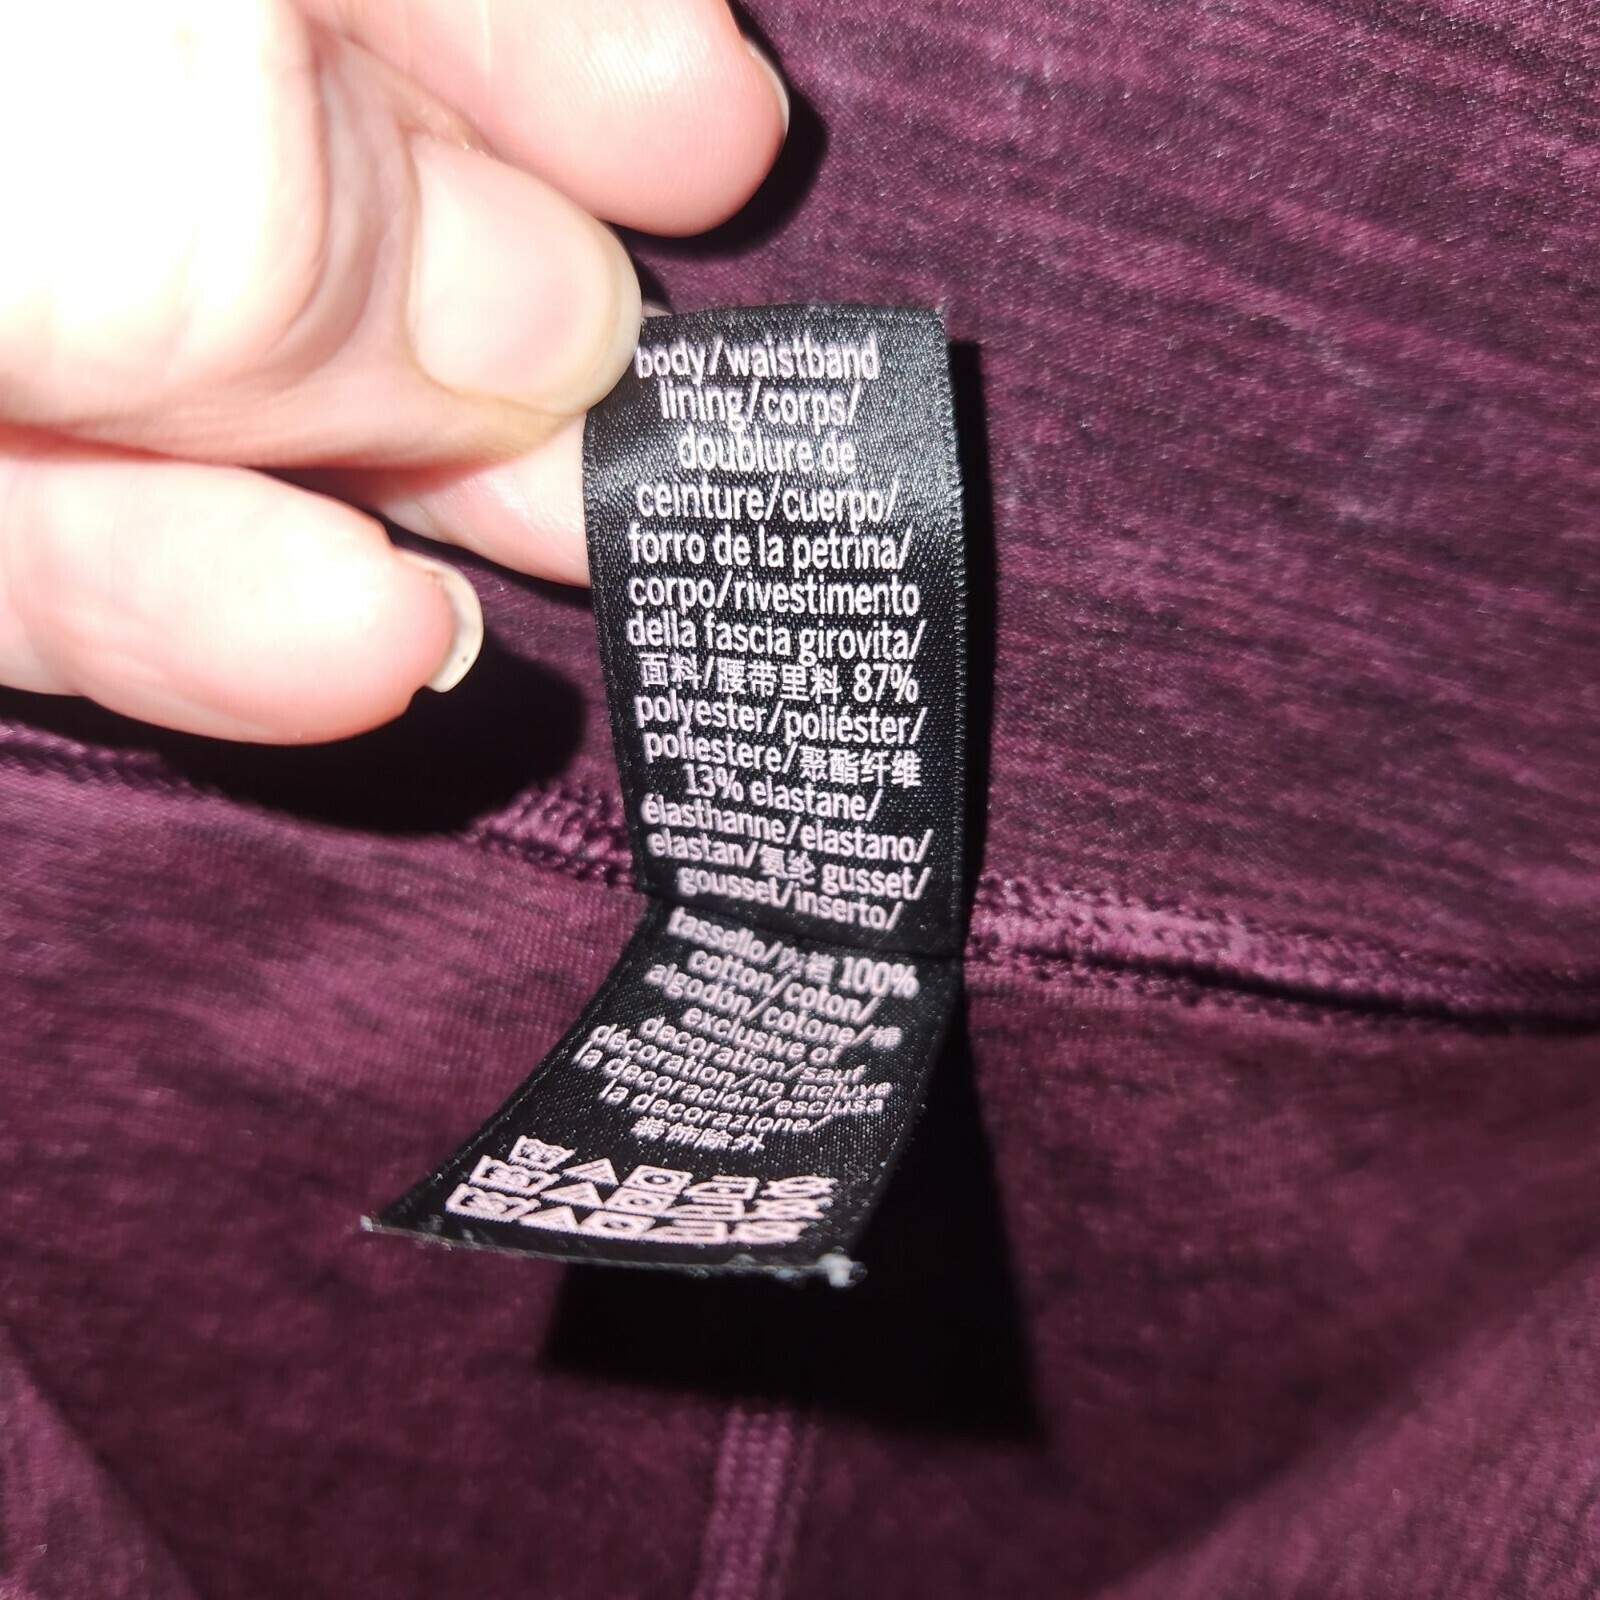 body/waistband
lining/corps/
doublure de
ceinture/cuerpo/
forro de la petrina/
corpo/rivestimento
della fascia girovita/
面料/腰带里料 87%
polyester/poliéster/
poliestere/聚酯纤维
13% elastane/
élasthanne/elastano/
elastan/氨纶 gusset/
gousset/inserto/
tassello/内裆 100%
cotton/coton/
algodón/cotone/棉
exclusive of
decoration/sauf
décoration/no incluye
la decoración/esclusa
la decorazione/
装饰除外